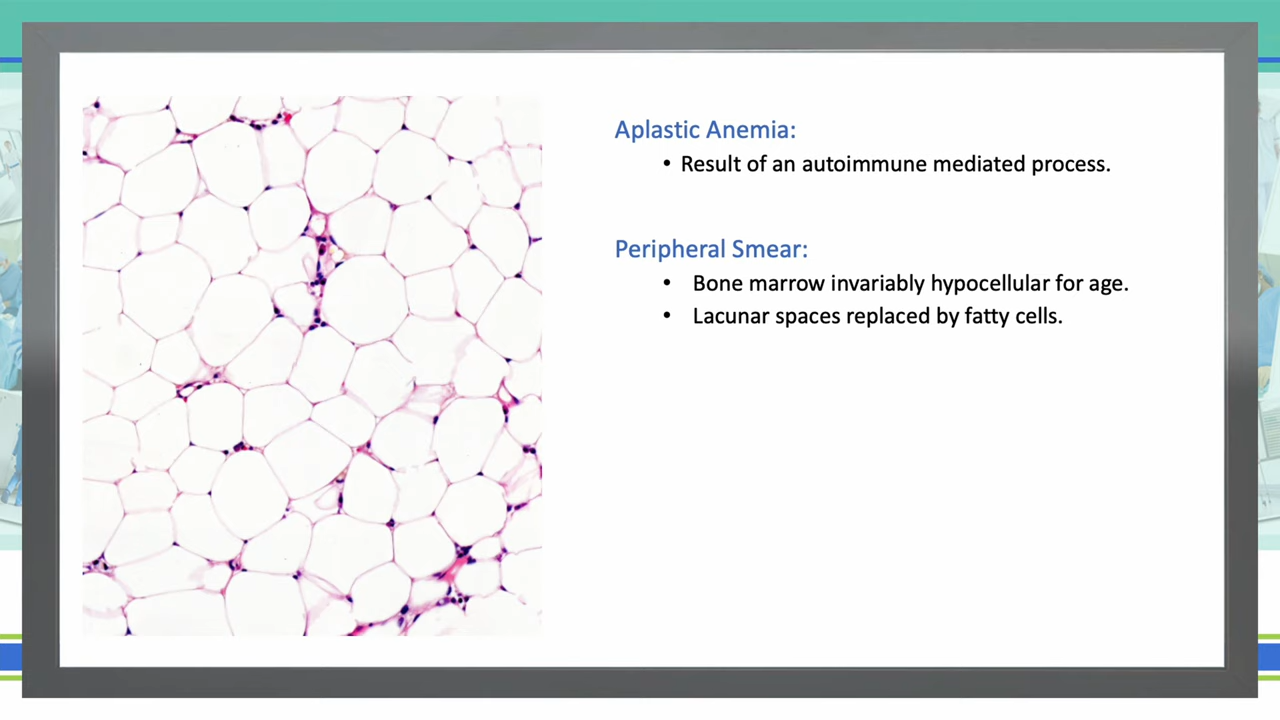 Aplastic Anemia:
• Result of an autoimmune mediated process.
Peripheral Smear:
• Bone marrow invariably hypocellular for age.
• Lacunar spaces replaced by fatty cells.